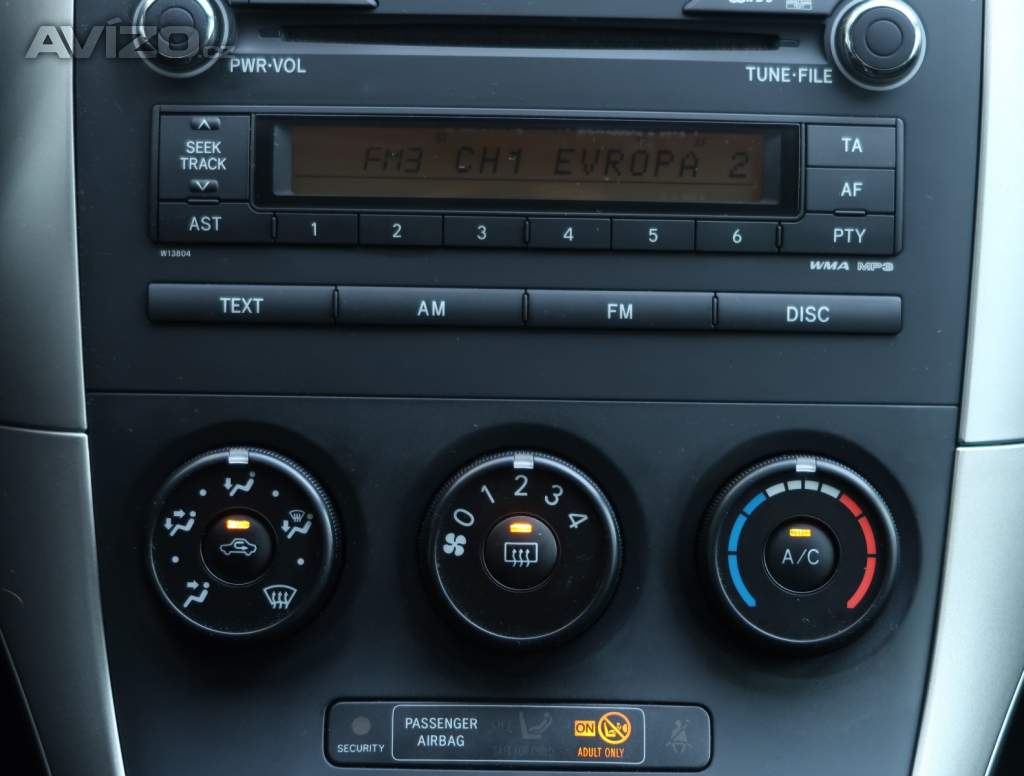 AVÍZO.cz
PWR·VOL
TUNE·FILE
SEEK
TRACK
FM3 CH1 EVROPA 2
TA
AF
AST
1 2 3 4 5 6
PTY
W13804
WMA MP3
TEXT AM FM DISC
0 1 2 3 4
A/C
SECURITY
PASSENGER
AIRBAG
ON
ADULT ONLY